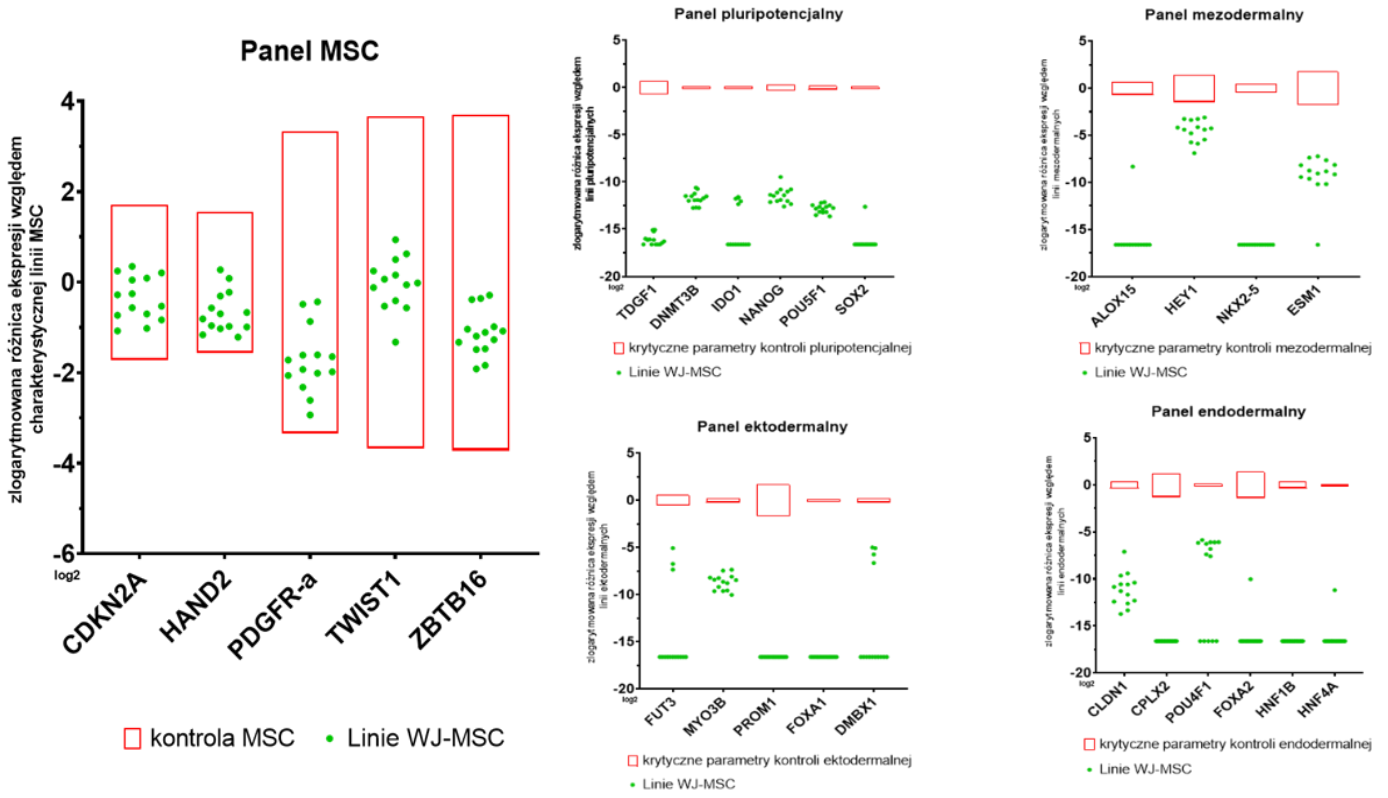 Panel MSC
zlogarytmowana różnica ekspresji względem
charakterystycznej linii MSC
4
2
0
-2
-4
-6
log2
CDKN2A
HAND2
PDGFR-a
TWIST1
ZBTB16
kontrola MSC
Linie WJ-MSC
Panel pluripotencjalny
zlogarytmowana różnica ekspresji względem
linii pluripotencjalnych
5
0
-5
-10
-15
-20
log2
TDGF1
DNMT3B
IDO1
NANOG
POU5F1
SOX2
krytyczne parametry kontroli pluripotencjalnej
Linie WJ-MSC
Panel mezodermalny
zlogarytmowana różnica ekspresji względem
linii mezodermalnych
5
0
-5
-10
-15
-20
log2
ALOX15
HEY1
NKX2-5
ESM1
krytyczne parametry kontroli mezodermalnej
Linie WJ-MSC
Panel ektodermalny
zlogarytmowana różnica ekspresji względem
linii ektodermalnych
5
0
-5
-10
-15
-20
log2
FUT3
MYO3B
PROM1
FOXA1
DMBX1
krytyczne parametry kontroli ektodermalnej
Linie WJ-MSC
Panel endodermalny
zlogarytmowana różnica ekspresji względem
linii endodermalnych
5
0
-5
-10
-15
-20
log2
CLDN1
CPLX2
POU4F1
FOXA2
HNF1B
HNF4A
krytyczne parametry kontroli endodermalnej
Linie WJ-MSC